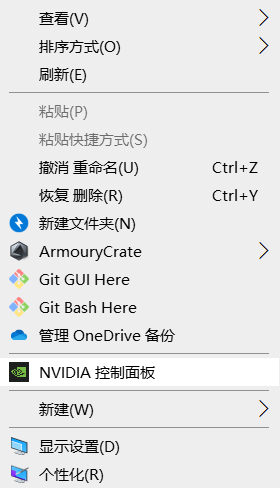 查看(V)
排序方式(O)
刷新(E)
粘贴(P)
粘贴快捷方式(S)
撤消 重命名(U) Ctrl+Z
恢复 删除(R) Ctrl+Y
新建文件夹(N)
ArmouryCrate
Git GUI Here
Git Bash Here
管理 OneDrive 备份
NVIDIA 控制面板
新建(W)
显示设置(D)
个性化(R)